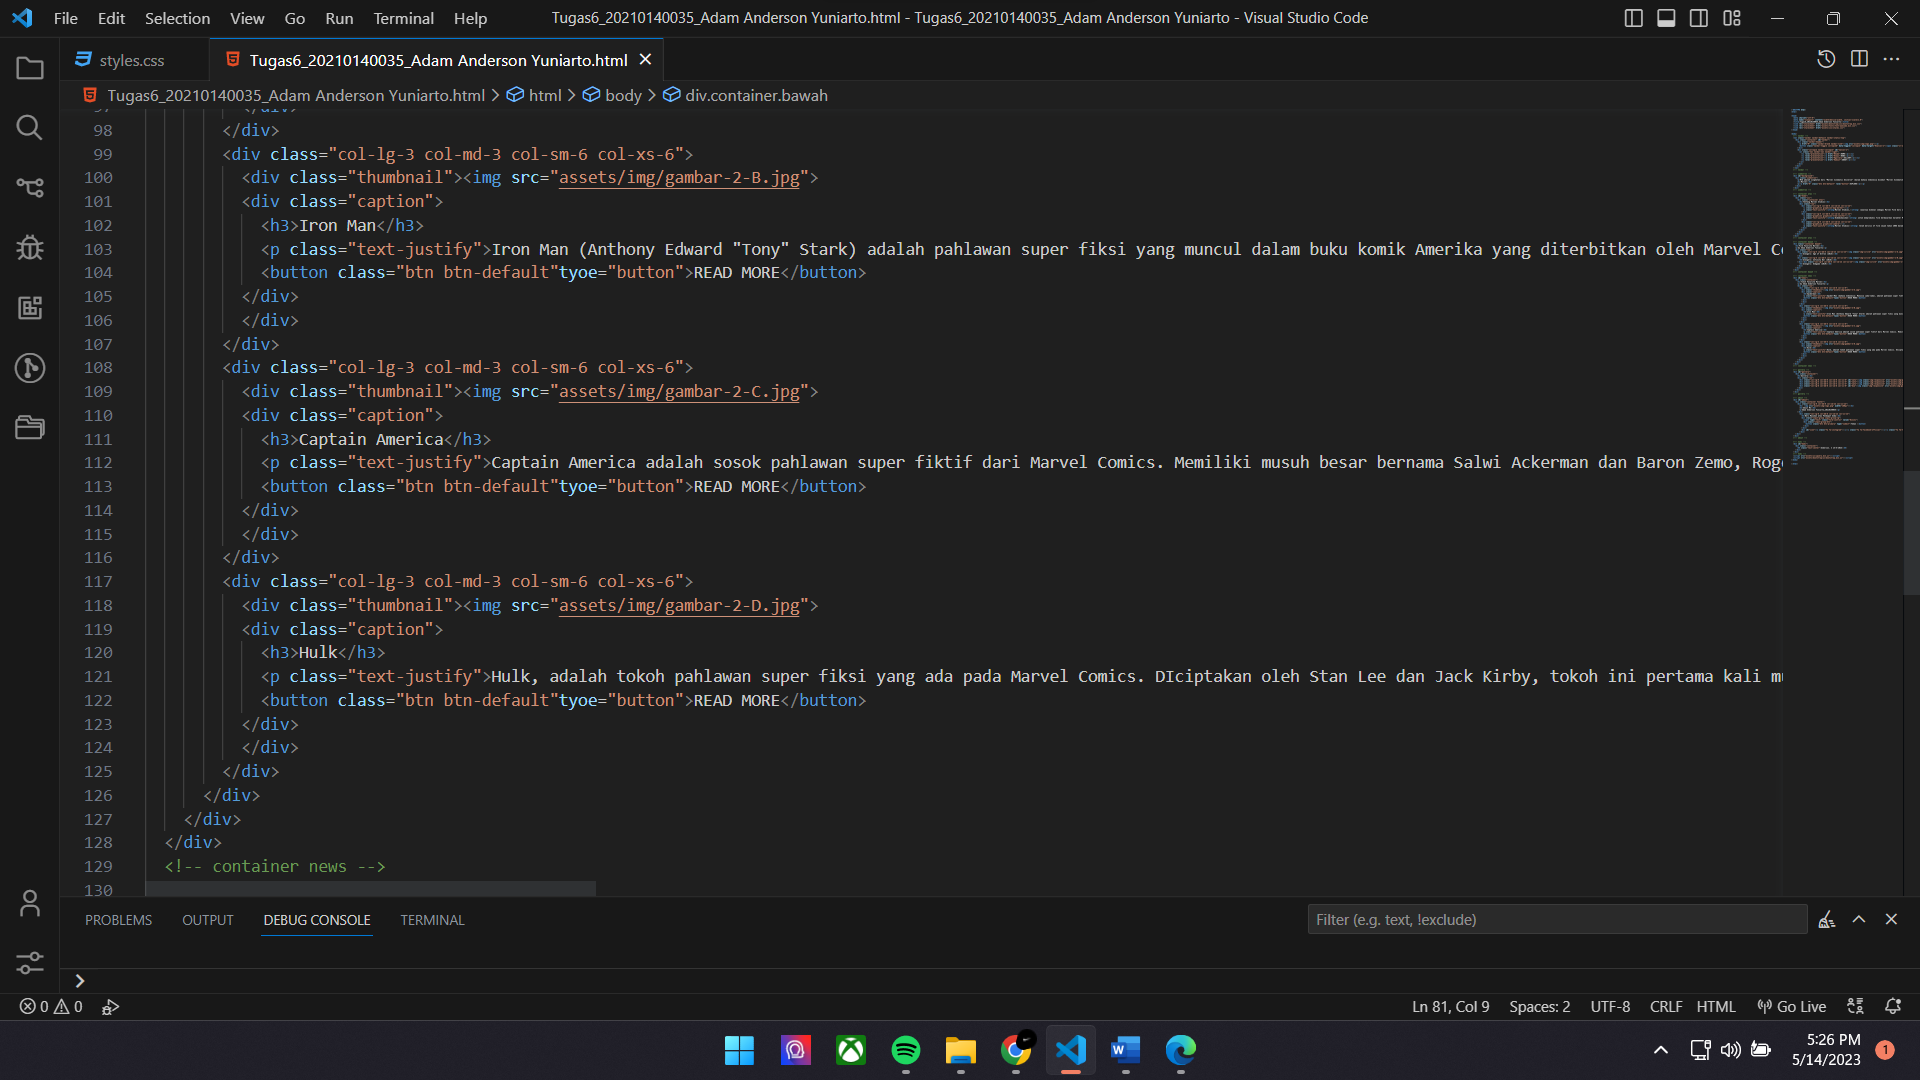 File Edit Selection View Go Run Terminal Help
Tugas6_20210140035_Adam Anderson Yuniarto.html - Tugas6_20210140035_Adam Anderson Yuniarto - Visual Studio Code
styles.css
Tugas6_20210140035_Adam Anderson Yuniarto.html
Tugas6_20210140035_Adam Anderson Yuniarto.html > html > body > div.container.bawah
98 </div>
99 <div class="col-lg-3 col-md-3 col-sm-6 col-xs-6">
100 <div class="thumbnail"><img src="assets/img/gambar-2-B.jpg">
101 <div class="caption">
102 <h3>Iron Man</h3>
103 <p class="text-justify">Iron Man (Anthony Edward "Tony" Stark) adalah pahlawan super fiksi yang muncul dalam buku komik Amerika yang diterbitkan oleh Marvel Co
104 <button class="btn btn-default"tyoe="button">READ MORE</button>
105 </div>
106 </div>
107 </div>
108 <div class="col-lg-3 col-md-3 col-sm-6 col-xs-6">
109 <div class="thumbnail"><img src="assets/img/gambar-2-C.jpg">
110 <div class="caption">
111 <h3>Captain America</h3>
112 <p class="text-justify">Captain America adalah sosok pahlawan super fiktif dari Marvel Comics. Memiliki musuh besar bernama Salwi Ackerman dan Baron Zemo, Rog
113 <button class="btn btn-default"tyoe="button">READ MORE</button>
114 </div>
115 </div>
116 </div>
117 <div class="col-lg-3 col-md-3 col-sm-6 col-xs-6">
118 <div class="thumbnail"><img src="assets/img/gambar-2-D.jpg">
119 <div class="caption">
120 <h3>Hulk</h3>
121 <p class="text-justify">Hulk, adalah tokoh pahlawan super fiksi yang ada pada Marvel Comics. DIciptakan oleh Stan Lee dan Jack Kirby, tokoh ini pertama kali mu
122 <button class="btn btn-default"tyoe="button">READ MORE</button>
123 </div>
124 </div>
125 </div>
126 </div>
127 </div>
128 </div>
129 <!-- container news -->
130
PROBLEMS OUTPUT DEBUG CONSOLE TERMINAL
Filter (e.g. text, !exclude)
0 0
Ln 81, Col 9 Spaces: 2 UTF-8 CRLF HTML Go Live
5:26 PM
5/14/2023
1